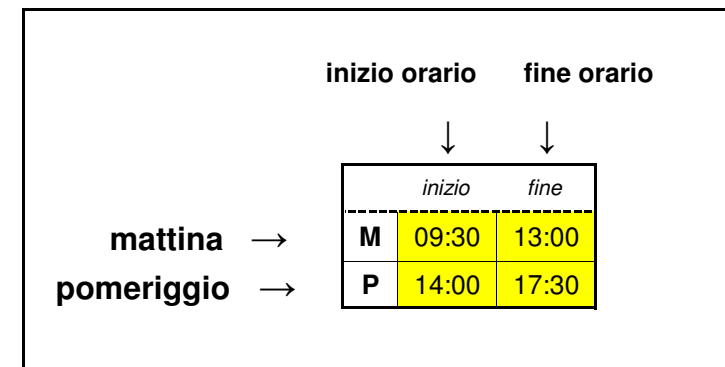 inizio orario fine orario
↓ ↓
inizio fine
mattina → M 09:30 13:00
pomeriggio → P 14:00 17:30